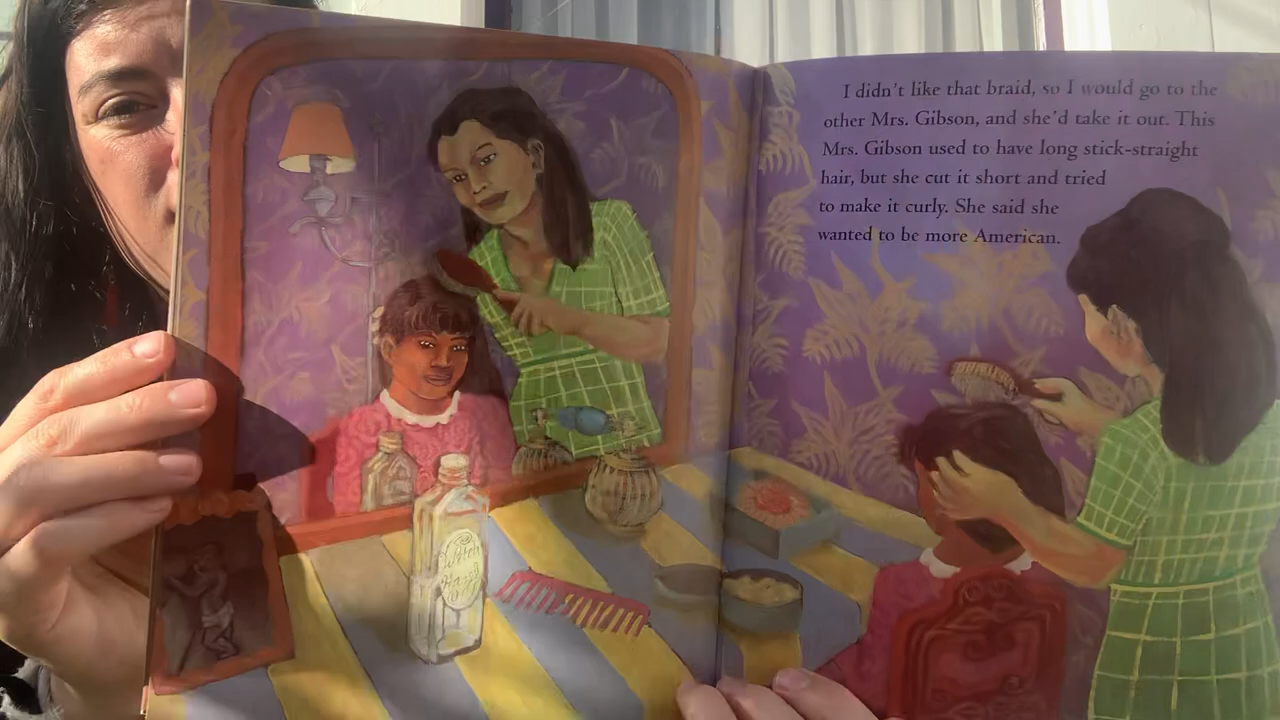 I didn't like that braid, so I would go to the
other Mrs. Gibson, and she'd take it out. This
Mrs. Gibson used to have long stick-straight
hair, but she cut it short and tried
to make it curly. She said she
wanted to be more American.
Witch
Hazel